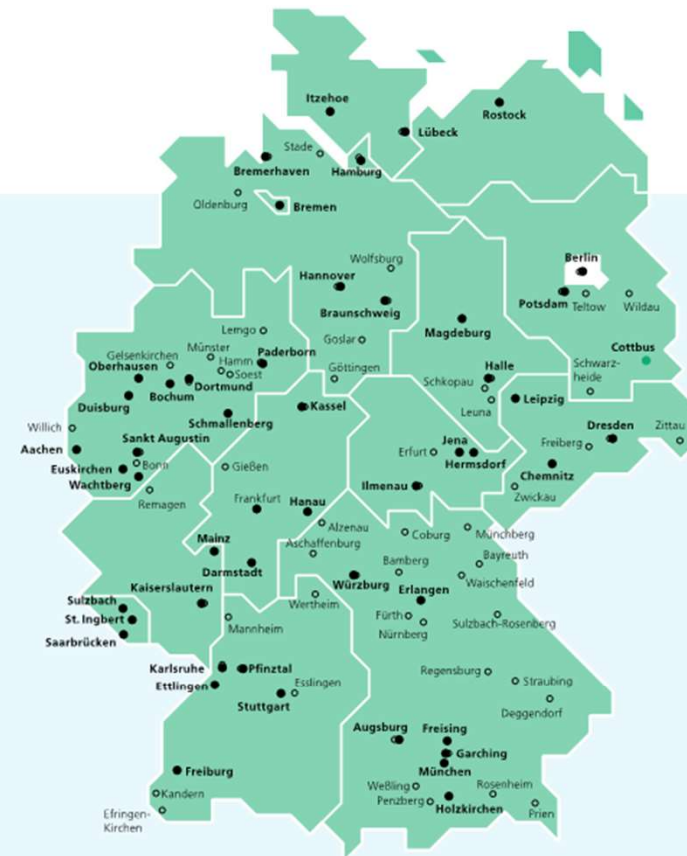 Itzehoe
Rostock
Lübeck
Stade
Bremerhaven
Hamburg
Oldenburg
Bremen
Wolfsburg
Berlin
Hannover
Braunschweig
Potsdam
Teltow
Wildau
Lemgo
Goslar
Magdeburg
Münster
Gelsenkirchen
Hamm
Paderborn
Cottbus
Oberhausen
Soest
Göttingen
Halle
Schwarz-
heide
Dortmund
Schkopau
Bochum
Duisburg
Kassel
Leuna
Leipzig
Schmallenberg
Willich
Dresden
Zittau
Sankt Augustin
Jena
Freiberg
Aachen
Erfurt
Hermsdorf
Euskirchen
Bonn
Gießen
Chemnitz
Wachtberg
Ilmenau
Zwickau
Remagen
Frankfurt
Hanau
Alzenau
Coburg
Münchberg
Mainz
Aschaffenburg
Bayreuth
Bamberg
Darmstadt
Waischenfeld
Kaiserslautern
Würzburg
Erlangen
Sulzbach
Wertheim
St. Ingbert
Fürth
Sulzbach-Rosenberg
Mannheim
Nürnberg
Saarbrücken
Karlsruhe
Pfinztal
Regensburg
Ettlingen
Esslingen
Straubing
Stuttgart
Deggendorf
Augsburg
Freising
Garching
Freiburg
München
Weßling
Rosenheim
Kandern
Penzberg
Holzkirchen
Efringen-
Kirchen
Prien